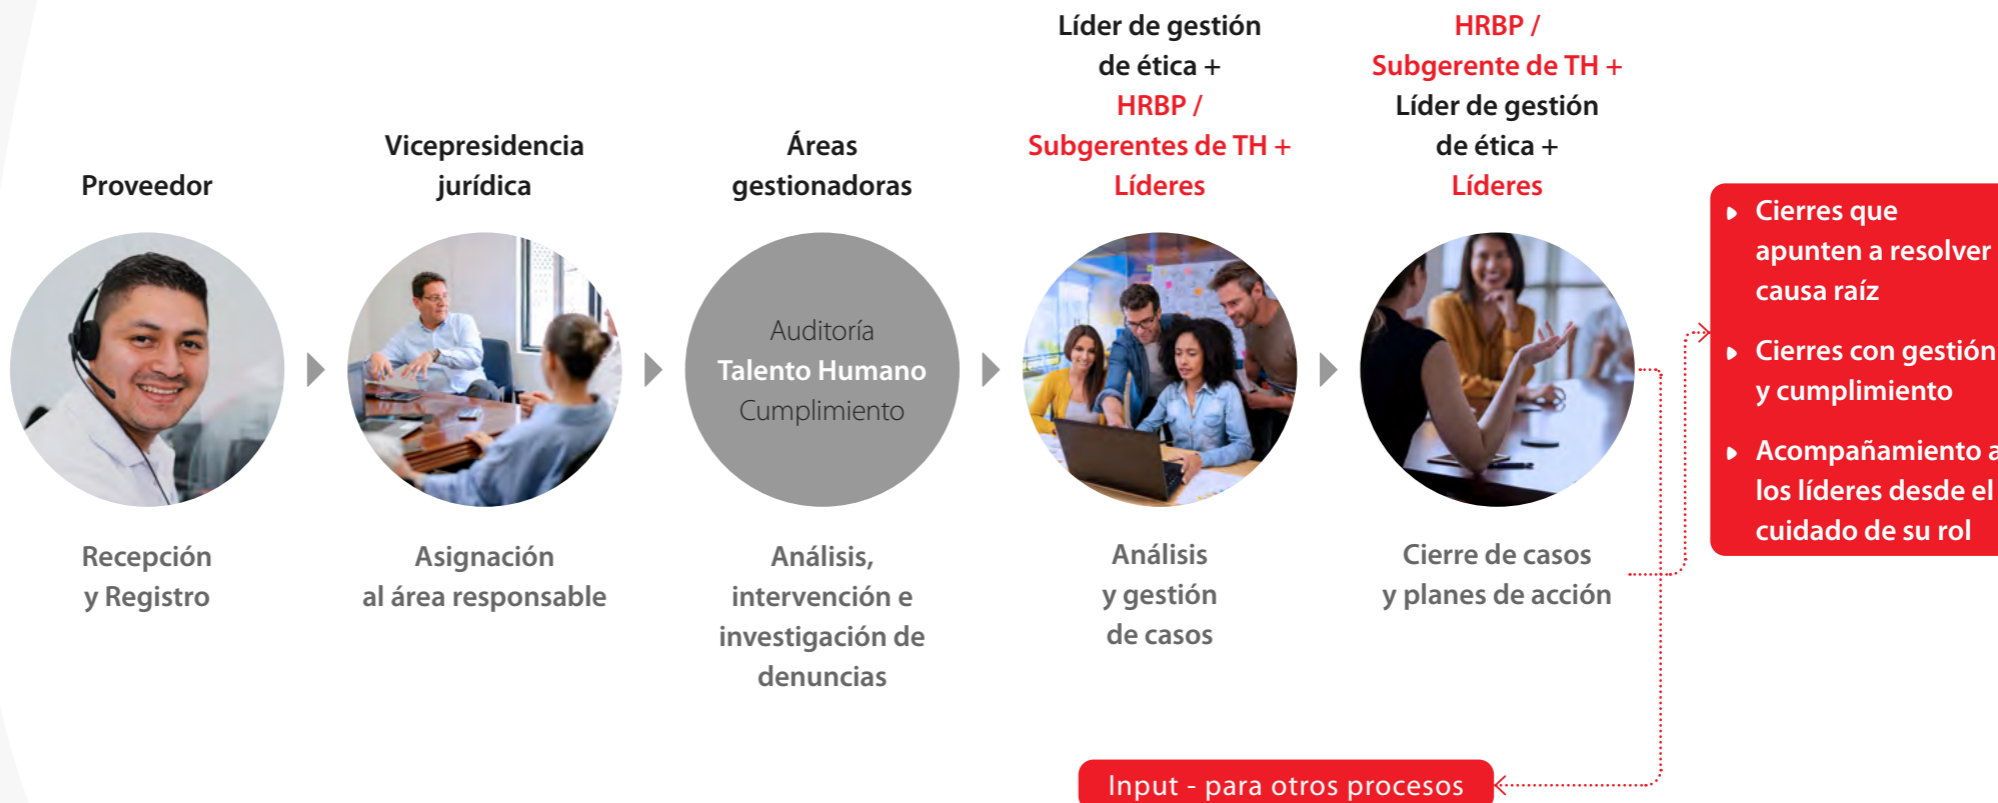 Proveedor
Recepción
y Registro
Vicepresidencia
jurídica
Asignación
al área responsable
Áreas
gestionadoras
Auditoría
Talento Humano
Cumplimiento
Análisis,
intervención e
investigación de
denuncias
Líder de gestión
de ética +
HRBP /
Subgerentes de TH +
Líderes
Análisis
y gestión
de casos
HRBP /
Subgerente de TH +
Líder de gestión
de ética +
Líderes
Cierre de casos
y planes de acción
Cierres que
apunten a resolver
causa raíz
Cierres con gestión
y cumplimiento
Acompañamiento a
los líderes desde el
cuidado de su rol
Input - para otros procesos